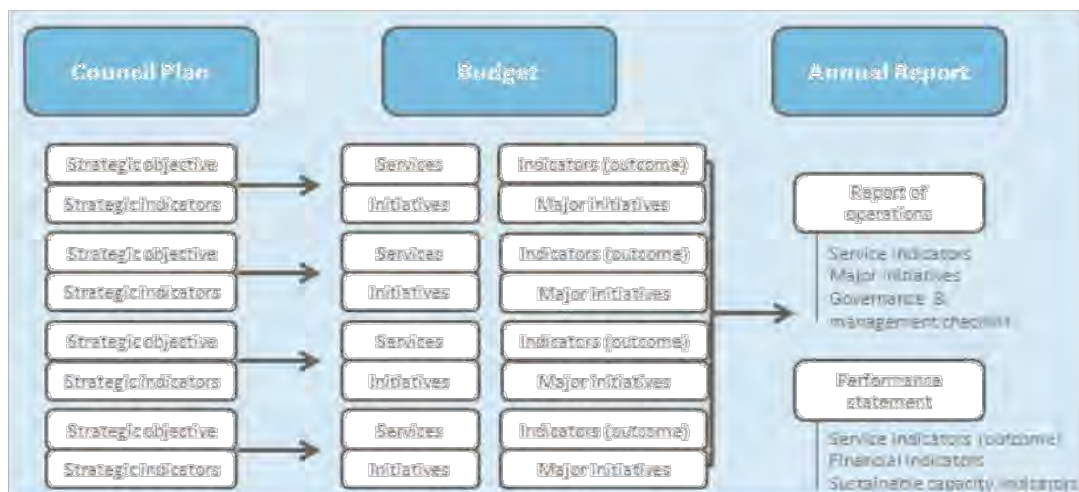 Council Plan
Budget
Annual Report
Strategic objective
Strategic Indicators
Services
Initiatives
Indicators (outcome)
Major Initiatives
Strategic objective
Strategic Indicators
Services
Initiatives
Indicators (outcome)
Major Initiatives
Strategic objective
Strategic Indicators
Services
Initiatives
Indicators (outcome)
Major Initiatives
Strategic objective
Strategic Indicators
Services
Initiatives
Indicators (outcome)
Major Initiatives
Report of
operations
Service Indicators
Major Initiatives
Governance &
management checklist
Performance
statement
Service Indicators (outcome)
Financial Indicators
Sustainable capacity indicators